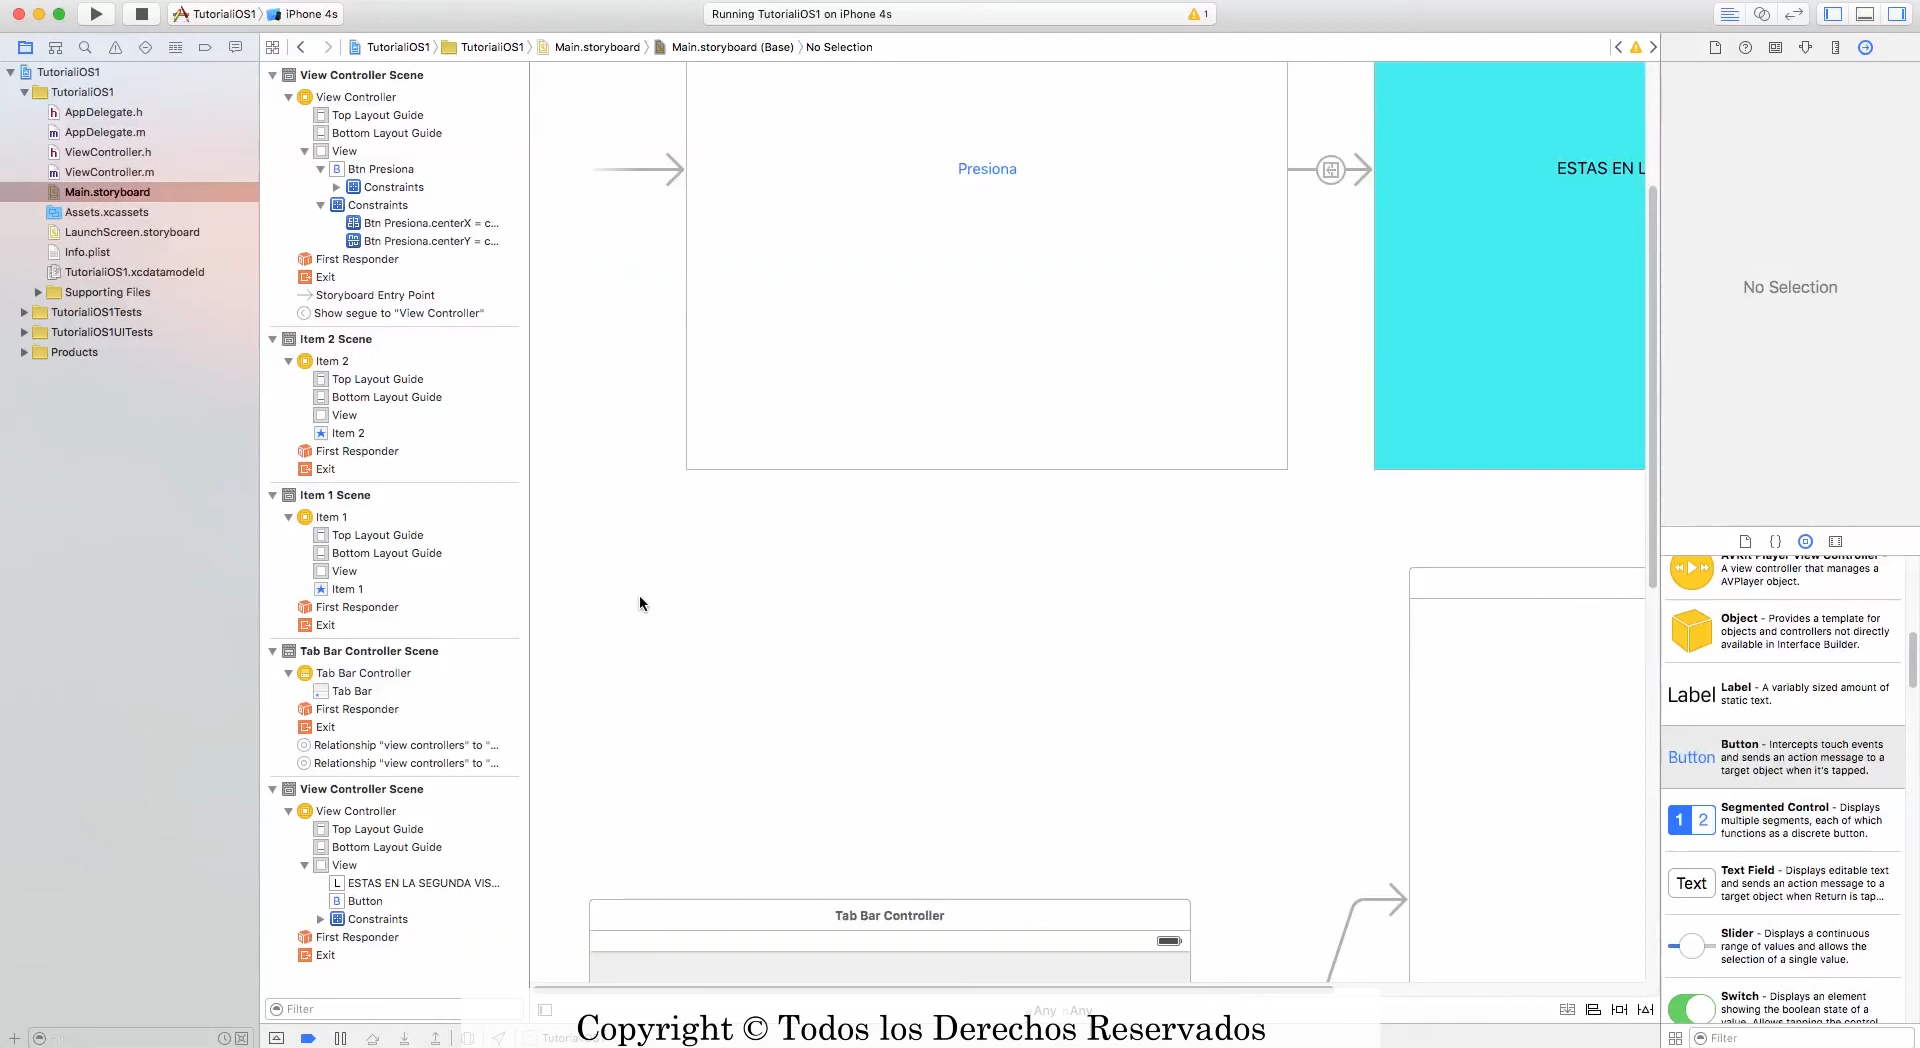 TutorialiOS1 iPhone 4s
Running TutorialiOS1 on iPhone 4s
1
TutorialiOS1 TutorialiOS1 Main.storyboard Main.storyboard (Base) No Selection
TutorialiOS1
TutorialiOS1
AppDelegate.h
AppDelegate.m
ViewController.h
ViewController.m
Main.storyboard
Assets.xcassets
LaunchScreen.storyboard
Info.plist
TutorialiOS1.xcdatamodeld
Supporting Files
TutorialiOS1Tests
TutorialiOS1UITests
Products
View Controller Scene
View Controller
Top Layout Guide
Bottom Layout Guide
View
B Btn Presiona
Constraints
Constraints
Btn Presiona.centerX = c...
Btn Presiona.centerY = c...
First Responder
Exit
Storyboard Entry Point
Show segue to "View Controller"
Item 2 Scene
Item 2
Top Layout Guide
Bottom Layout Guide
View
Item 2
First Responder
Exit
Item 1 Scene
Item 1
Top Layout Guide
Bottom Layout Guide
View
Item 1
First Responder
Exit
Tab Bar Controller Scene
Tab Bar Controller
Tab Bar
First Responder
Exit
Relationship "view controllers" to "...
Relationship "view controllers" to "...
View Controller Scene
View Controller
Top Layout Guide
Bottom Layout Guide
View
L ESTAS EN LA SEGUNDA VIS...
B Button
Constraints
First Responder
Exit
Filter
Presiona
ESTAS EN L
Tab Bar Controller
Any hAny
Copyright © Todos los Derechos Reservados
No Selection
AVKit Player View Controller -
A view controller that manages a
AVPlayer object.
Object - Provides a template for
objects and controllers not directly
available in Interface Builder.
Label Label - A variably sized amount of
static text.
Button Button - Intercepts touch events
and sends an action message to a
target object when it's tapped.
1 2 Segmented Control - Displays
multiple segments, each of which
functions as a discrete button.
Text Text Field - Displays editable text
and sends an action message to a
target object when Return is tap...
Slider - Displays a continuous
range of values and allows the
selection of a single value.
Switch - Displays an element
showing the boolean state of a
value. Allows tapping the control
Filter